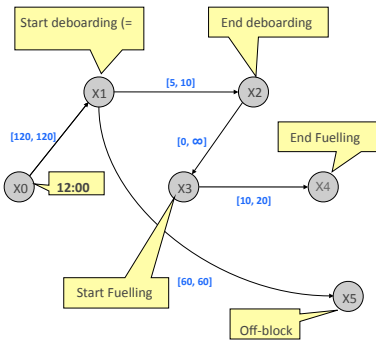 Start deboarding (=
End deboarding
X1
[5, 10]
X2
[120, 120]
[0, ∞]
End Fuelling
X0
12:00
X3
X4
[10, 20]
Start Fuelling
[60, 60]
X5
Off-block